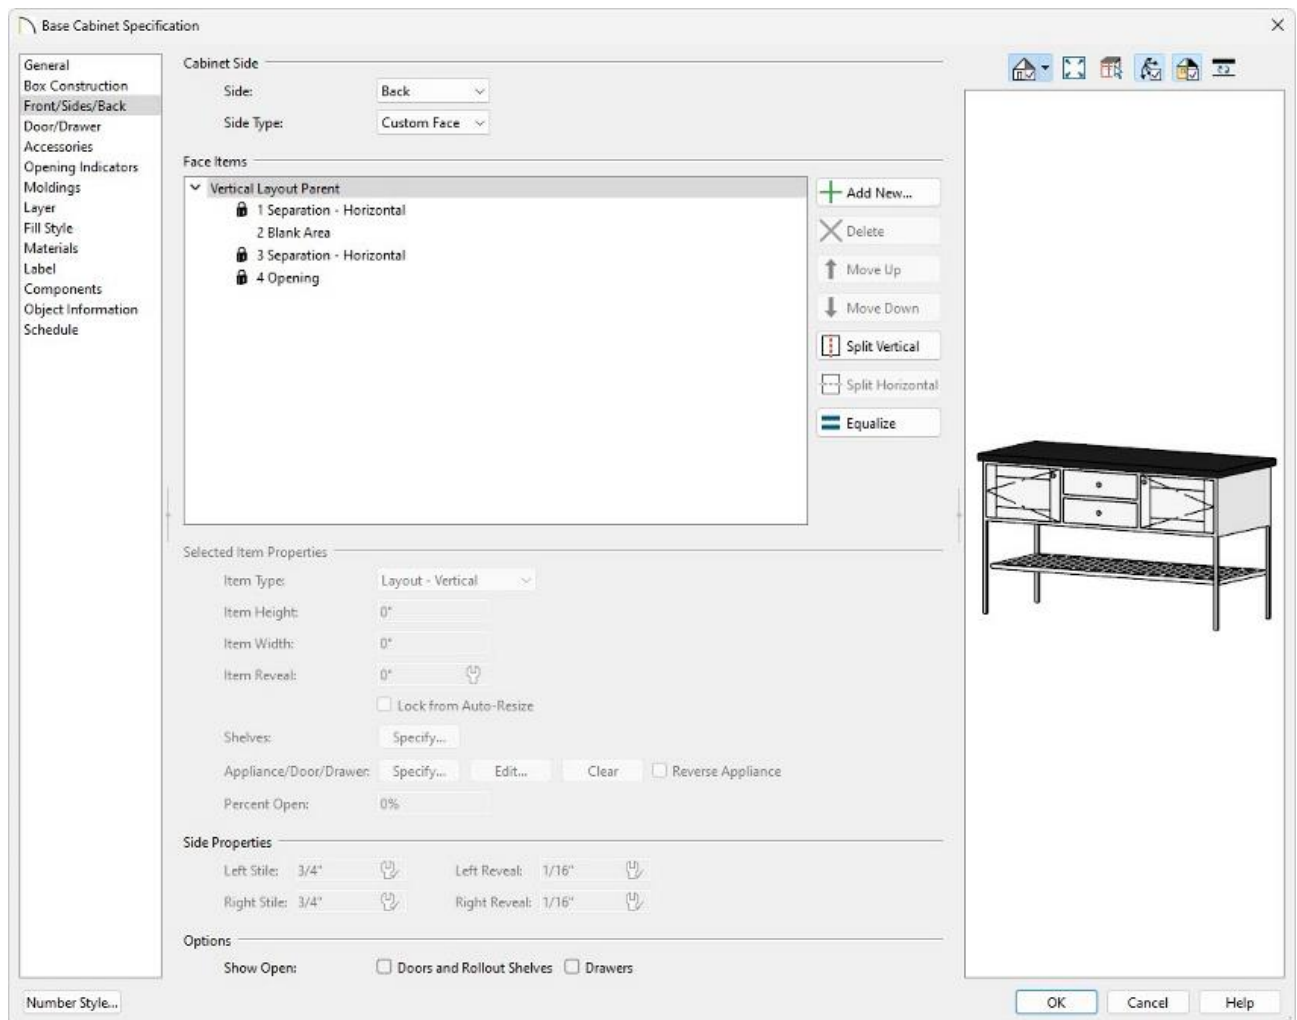 Base Cabinet Specification
General
Box Construction
Front/Sides/Back
Door/Drawer
Accessories
Opening Indicators
Moldings
Layer
Fill Style
Materials
Label
Components
Object Information
Schedule
Cabinet Side
Side: Back
Side Type: Custom Face
Face Items
Vertical Layout Parent
1 Separation - Horizontal
2 Blank Area
3 Separation - Horizontal
4 Opening
Add New...
Delete
Move Up
Move Down
Split Vertical
Split Horizontal
Equalize
Selected Item Properties
Item Type: Layout - Vertical
Item Height: 0"
Item Width: 0"
Item Reveal: 0"
Lock from Auto-Resize
Shelves: Specify...
Appliance/Door/Drawer: Specify... Edit... Clear Reverse Appliance
Percent Open: 0%
Side Properties
Left Stile: 3/4" Left Reveal: 1/16"
Right Stile: 3/4" Right Reveal: 1/16"
Options
Show Open: Doors and Rollout Shelves Drawers
Number Style... OK Cancel Help